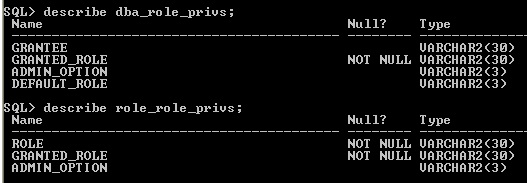 SQL> describe dba_role_privs;
Name Null? Type
----------------------------------------- -------- ----------------
GRANTEE VARCHAR2(30)
GRANTED_ROLE NOT NULL VARCHAR2(30)
ADMIN_OPTION VARCHAR2(3)
DEFAULT_ROLE VARCHAR2(3)
SQL> describe role_role_privs;
Name Null? Type
----------------------------------------- -------- ----------------
ROLE NOT NULL VARCHAR2(30)
GRANTED_ROLE NOT NULL VARCHAR2(30)
ADMIN_OPTION VARCHAR2(3)